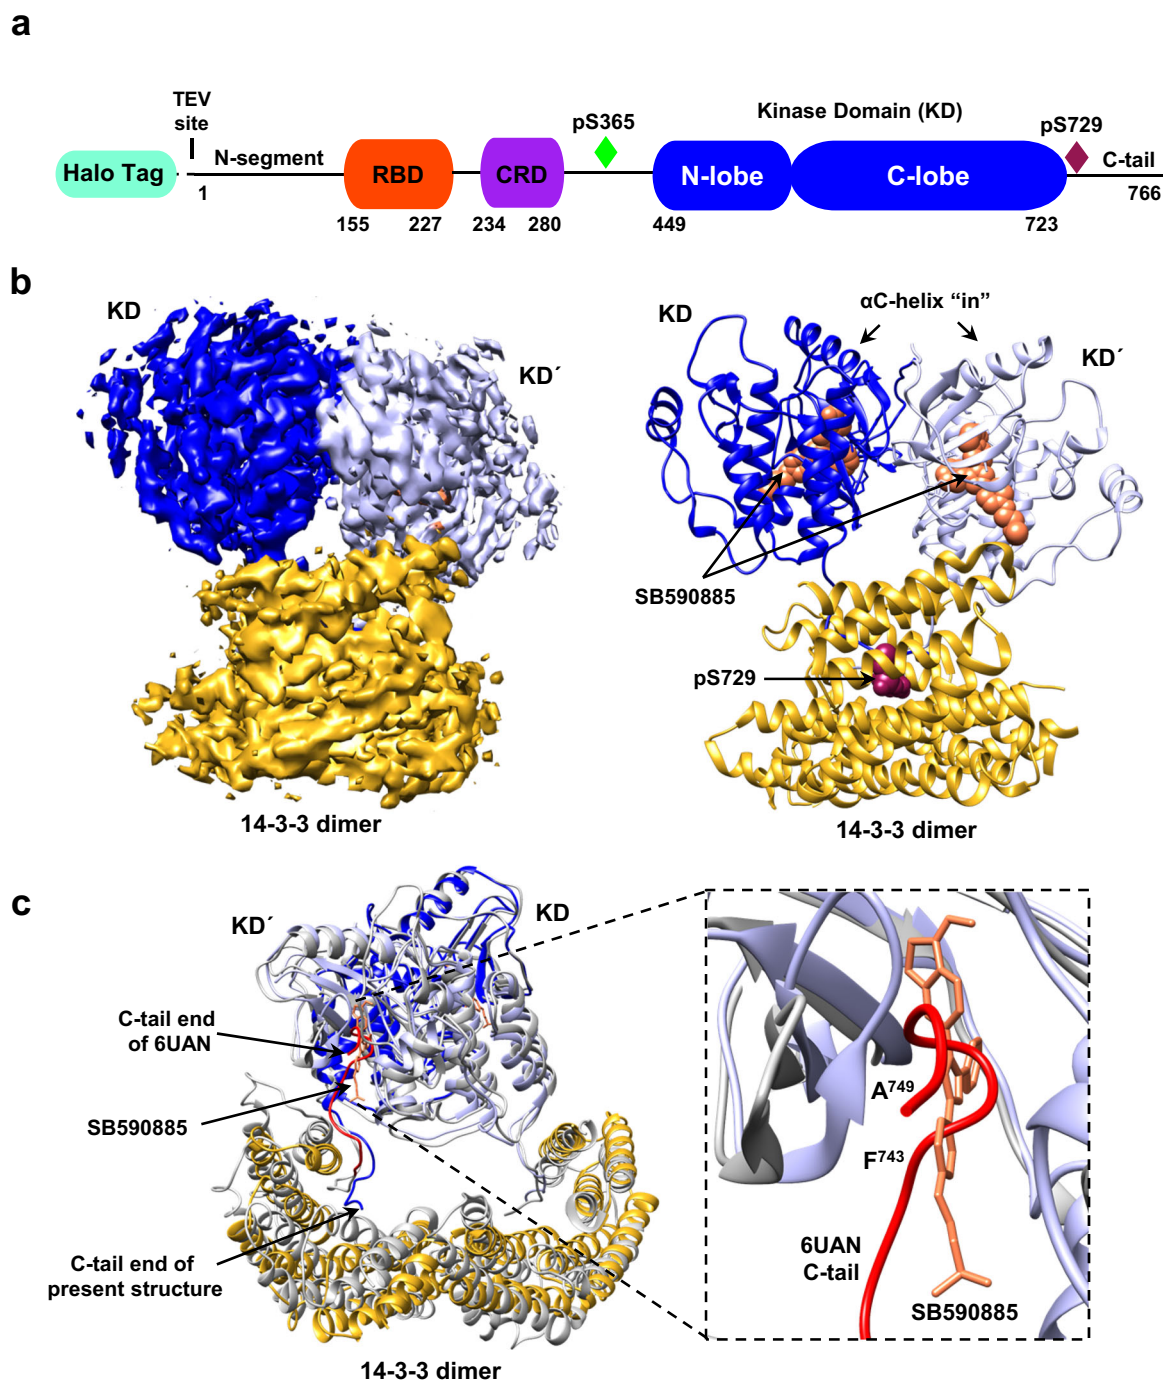 a
TEV
site
Halo Tag
N-segment
1
RBD
155
227
CRD
234
280
pS365
Kinase Domain (KD)
N-lobe
C-lobe
449
723
pS729
C-tail
766
b
KD
KD´
14-3-3 dimer
KD
αC-helix “in”
KD´
SB590885
pS729
14-3-3 dimer
c
KD´
KD
C-tail end
of 6UAN
SB590885
C-tail end of
present structure
14-3-3 dimer
A749
F743
6UAN
C-tail
SB590885